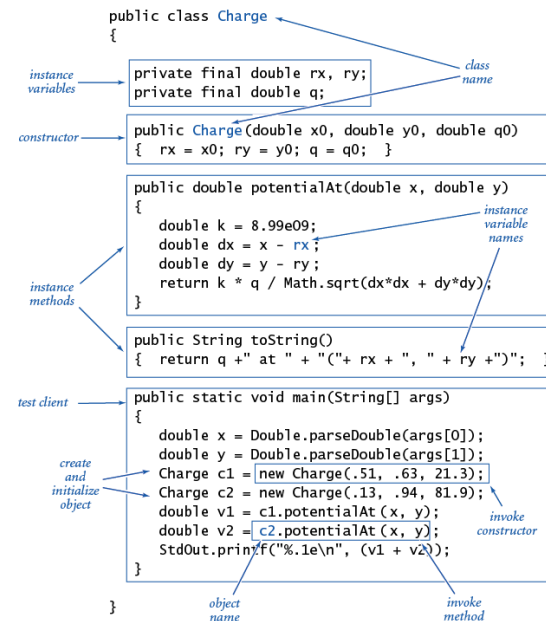 public class Charge
{
class
name
instance
variables
private final double rx, ry;
private final double q;
constructor
public Charge(double x0, double y0, double q0)
{  rx = x0; ry = y0; q = q0;  }
instance
methods
public double potentialAt(double x, double y)
{
double k = 8.99e09;
double dx = x - rx;
double dy = y - ry;
return k * q / Math.sqrt(dx*dx + dy*dy);
}
instance
variable
names
public String toString()
{  return q +" at " + "("+ rx + ", " + ry +")";  }
test client
public static void main(String[] args)
{
double x = Double.parseDouble(args[0]);
double y = Double.parseDouble(args[1]);
Charge c1 = new Charge(.51, .63, 21.3);
Charge c2 = new Charge(.13, .94, 81.9);
double v1 = c1.potentialAt(x, y);
double v2 = c2.potentialAt(x, y);
StdOut.printf("%.1e\n", (v1 + v2));
}
create
and
initialize
object
invoke
constructor
}
object
name
invoke
method